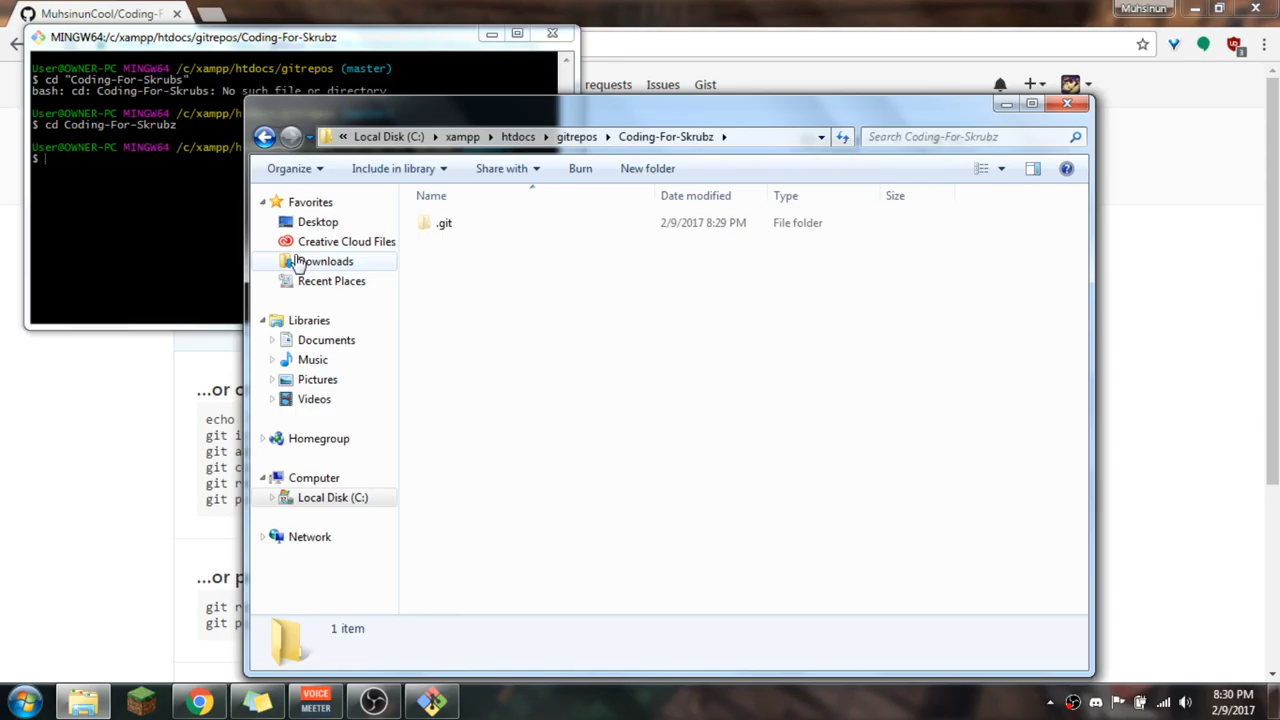 MuhsinunCool/Coding-F
Muhsinun
MINGW64:/c/xampp/htdocs/gitrepos/Coding-For-Skrubz
User@OWNER-PC MINGW64 /c/xampp/htdocs/gitrepos (master)
$ cd "Coding-For-Skrubs"
bash: cd: Coding-For-Skrubs: No such file or directory
User@OWNER-PC MINGW64 /c/xampp/h
$ cd Coding-For-Skrubz
User@OWNER-PC MINGW64 /c/xampp/h
$
requests Issues Gist
3
« Local Disk (C:) xampp htdocs gitrepos Coding-For-Skrubz
Search Coding-For-Skrubz
Organize Include in library Share with Burn New folder
Name Date modified Type Size
.git 2/9/2017 8:29 PM File folder
Favorites
Desktop
Creative Cloud Files
Downloads
Recent Places
Libraries
Documents
Music
Pictures
Videos
Homegroup
Computer
Local Disk (C:)
Network
1 item
...or c
echo
git i
git a
git c
git r
git p
...or p
git r
git p
VOICE
MEETER
8:30 PM
2/9/2017